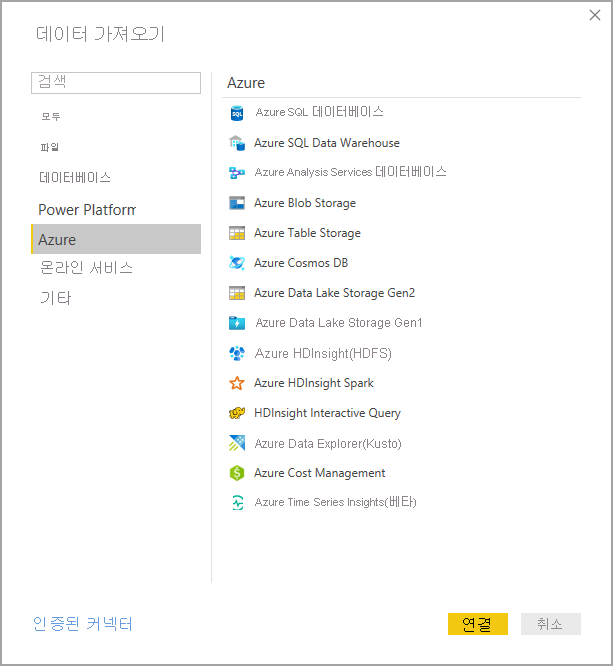 데이터 가져오기
검색
모두
파일
데이터베이스
Power Platform
Azure
온라인 서비스
기타
Azure
Azure SQL 데이터베이스
Azure SQL Data Warehouse
Azure Analysis Services 데이터베이스
Azure Blob Storage
Azure Table Storage
Azure Cosmos DB
Azure Data Lake Storage Gen2
Azure Data Lake Storage Gen1
Azure HDInsight(HDFS)
Azure HDInsight Spark
HDInsight Interactive Query
Azure Data Explorer(Kusto)
Azure Cost Management
Azure Time Series Insights(베타)
인증된 커넥터
연결
취소